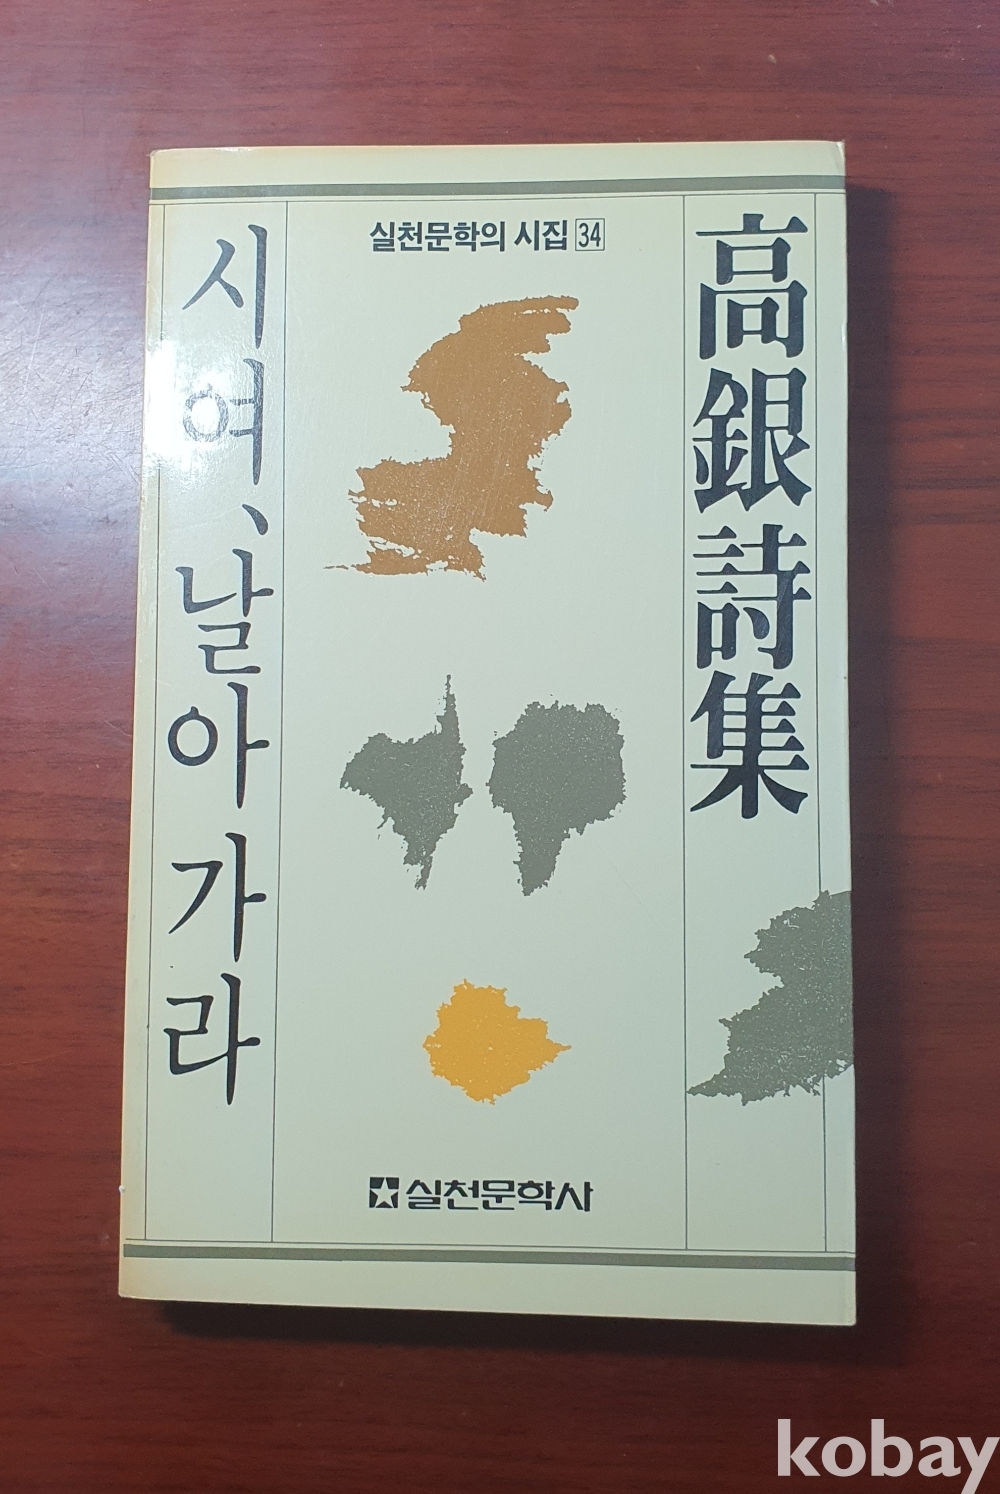 실천문학의 시집 34
高銀詩集
시여、날아가라
실천문학사
kobay